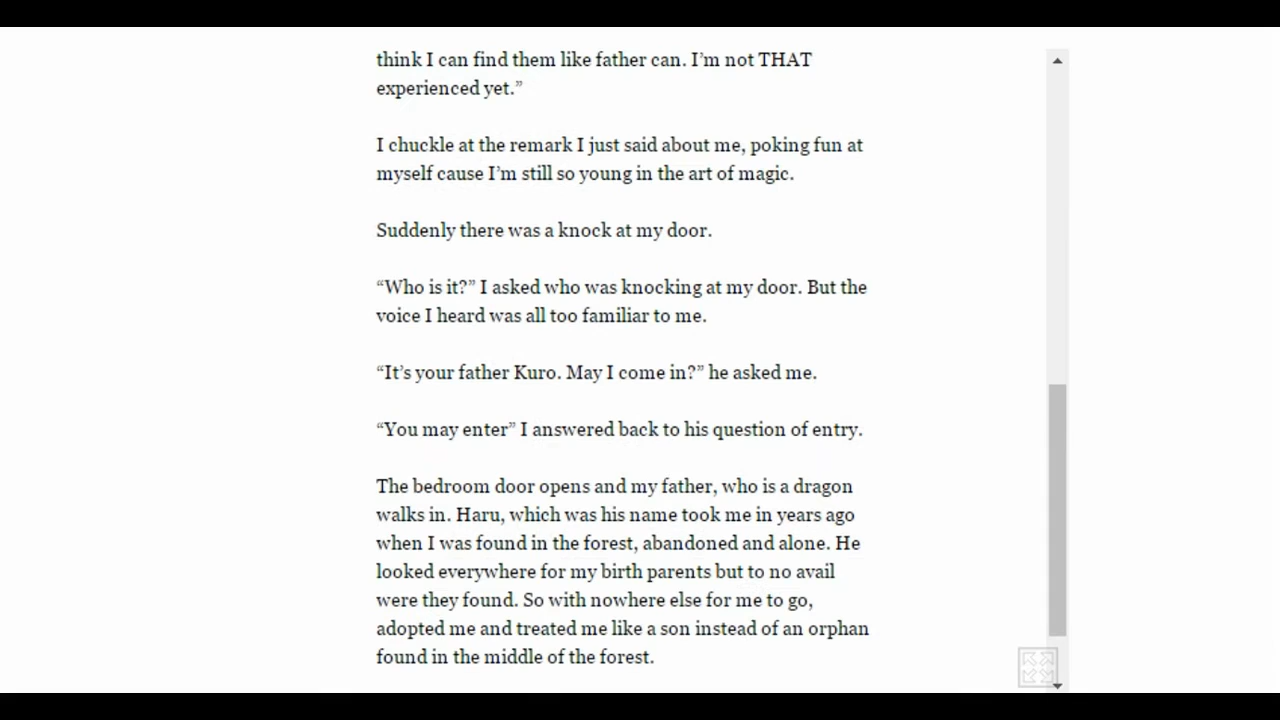 think I can find them like father can. I’m not THAT
experienced yet.”
I chuckle at the remark I just said about me, poking fun at
myself cause I’m still so young in the art of magic.
Suddenly there was a knock at my door.
“Who is it?” I asked who was knocking at my door. But the
voice I heard was all too familiar to me.
“It’s your father Kuro. May I come in?” he asked me.
“You may enter” I answered back to his question of entry.
The bedroom door opens and my father, who is a dragon
walks in. Haru, which was his name took me in years ago
when I was found in the forest, abandoned and alone. He
looked everywhere for my birth parents but to no avail
were they found. So with nowhere else for me to go,
adopted me and treated me like a son instead of an orphan
found in the middle of the forest.